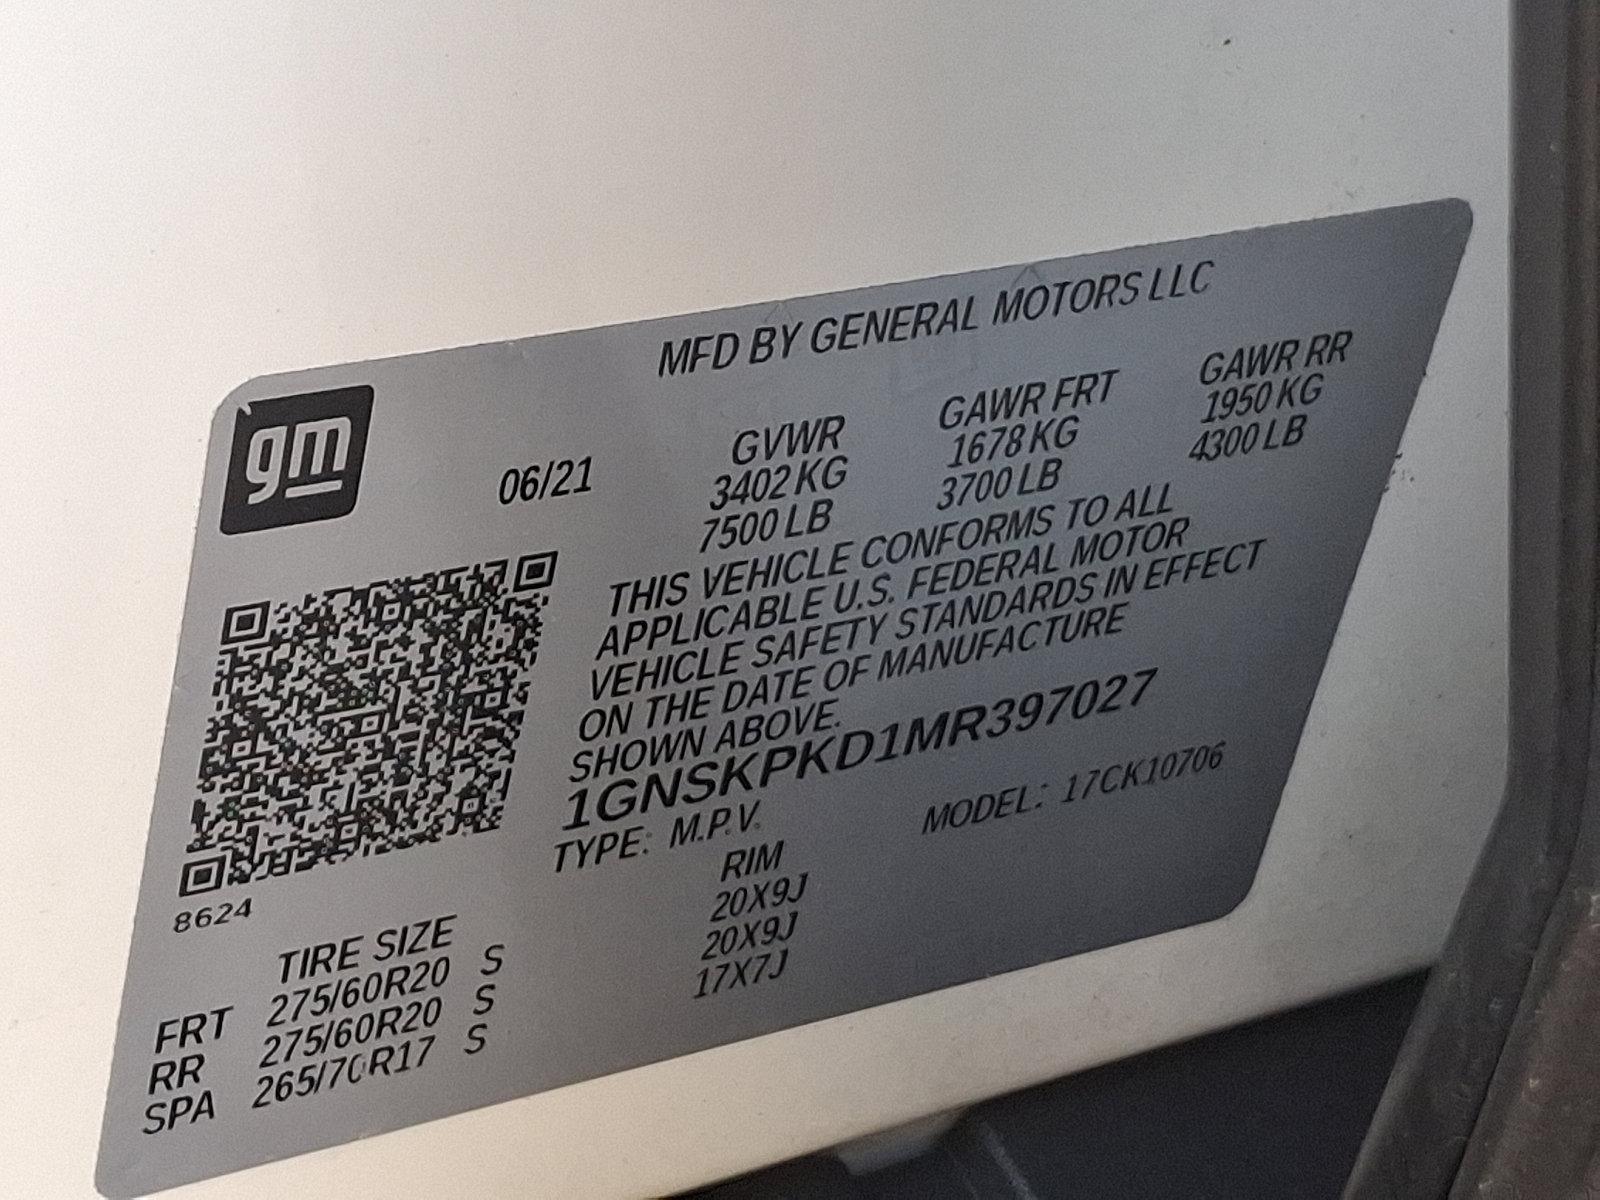 MFD BY GENERAL MOTORS LLC
gm
06/21
GVWR GAWR FRT GAWR RR
3402 KG 1678 KG 1950 KG
7500 LB 3700 LB 4300 LB
THIS VEHICLE CONFORMS TO ALL
APPLICABLE U.S. FEDERAL MOTOR
VEHICLE SAFETY STANDARDS IN EFFECT
ON THE DATE OF MANUFACTURE
SHOWN ABOVE.
1GNSKPKD1MR397027
TYPE: M.P.V. MODEL: 17CK10706
8624
TIRE SIZE RIM
FRT 275/60R20 S 20X9J
RR 275/60R20 S 20X9J
SPA 265/70R17 S 17X7J